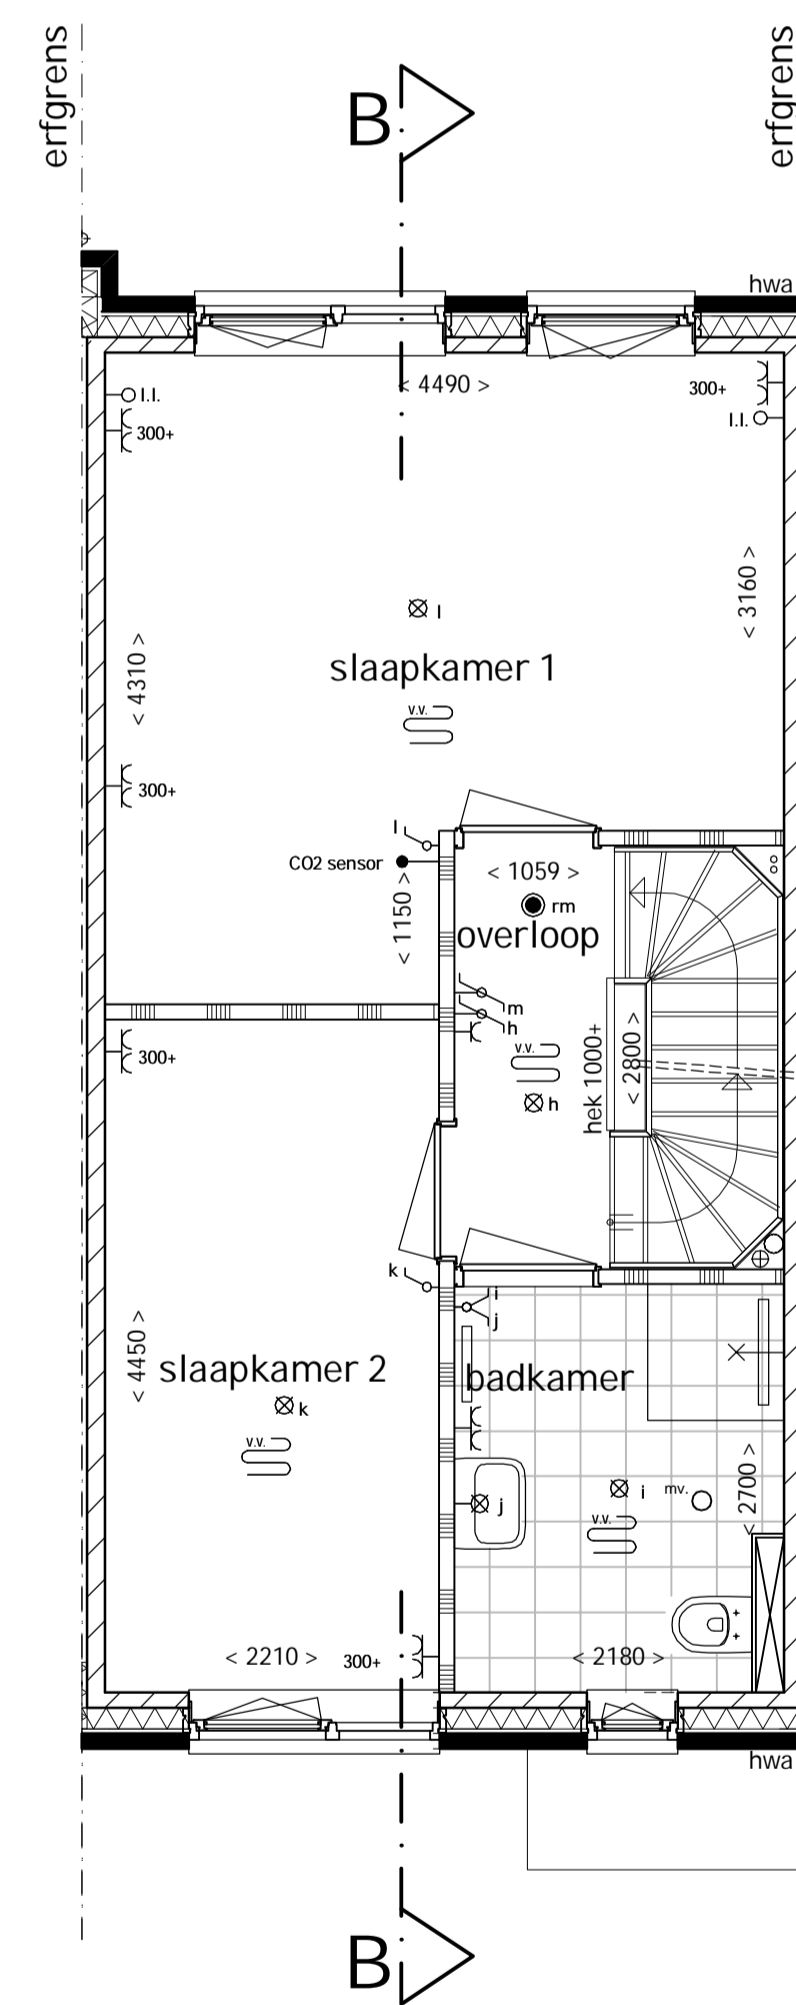 erfgrens
erfgrens
B
hwa
< 4490 >
300+
l.l.
300+
l.l.
< 3160 >
l
< 4310 >
slaapkamer 1
v.v.
300+
l
CO2 sensor
< 1059 >
< 1150 >
rm
overloop
m
h
300+
v.v.
hek 1000+
< 2800 >
h
k
i
j
< 4450 >
slaapkamer 2
badkamer
k
v.v.
< 2700 >
i
mv.
j
v.v.
< 2210 >
300+
< 2180 >
hwa
B